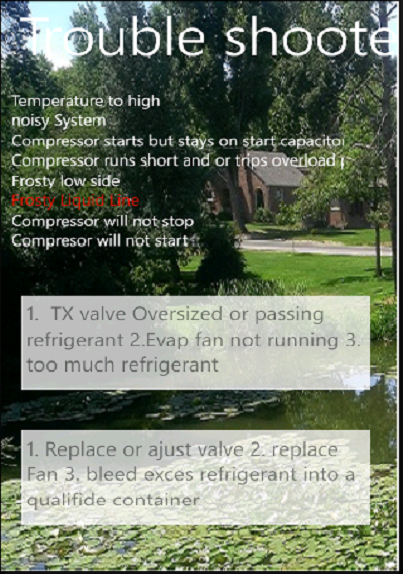 Trouble shoote
Temperature to high
noisy System
Compressor starts but stays on start capacitor
Compressor runs short and or trips overload
Frosty low side
Frosty Liquid Line
Compressor will not stop
Compresor will not start
1. TX valve Oversized or passing
refrigerant 2.Evap fan not running 3.
too much refrigerant
1. Replace or ajust valve 2. replace
Fan 3. bleed exces refrigerant into a
qualifide container